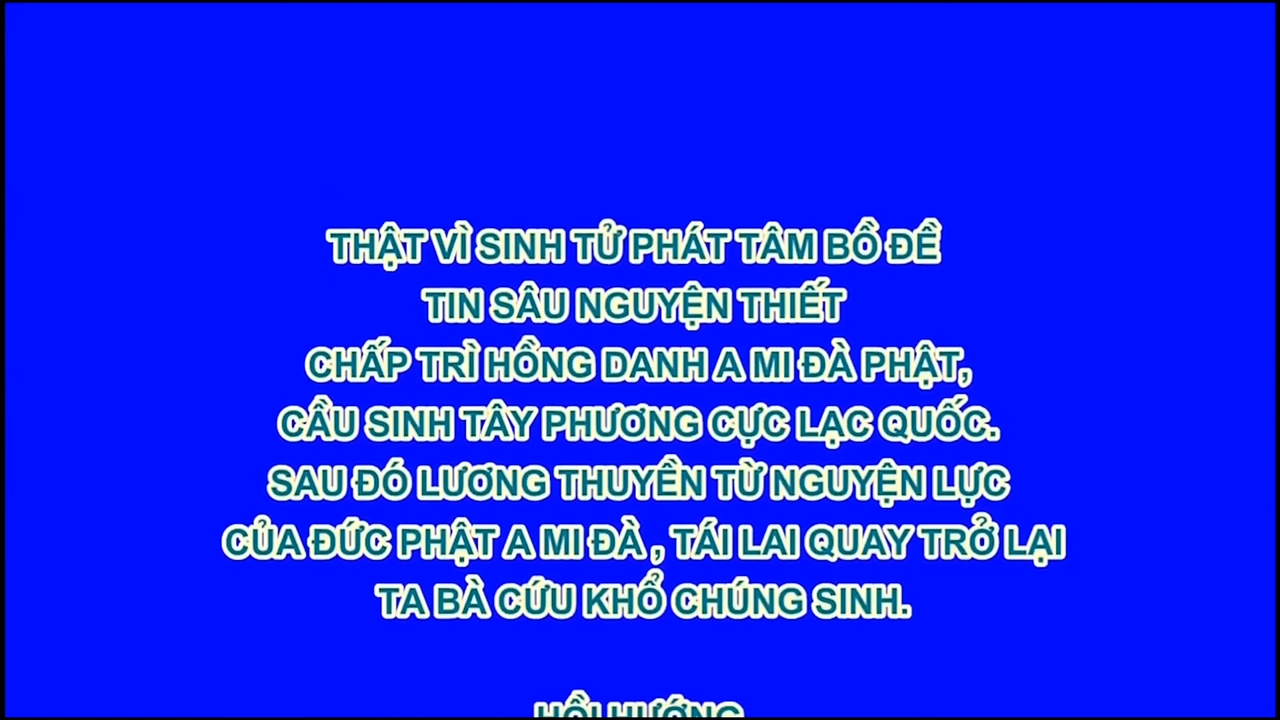 THẬT VÌ SINH TỬ PHÁT TÂM BỒ ĐỀ
TIN SÂU NGUYỆN THIẾT
CHẤP TRÌ HỒNG DANH A MI ĐÀ PHẬT,
CẦU SINH TÂY PHƯƠNG CỰC LẠC QUỐC.
SAU ĐÓ LƯƠNG THUYỀN TỪ NGUYỆN LỰC
CỦA ĐỨC PHẬT A MI ĐÀ , TÁI LAI QUAY TRỞ LẠI
TA BÀ CỨU KHỔ CHÚNG SINH.
HỒI HƯỚNG